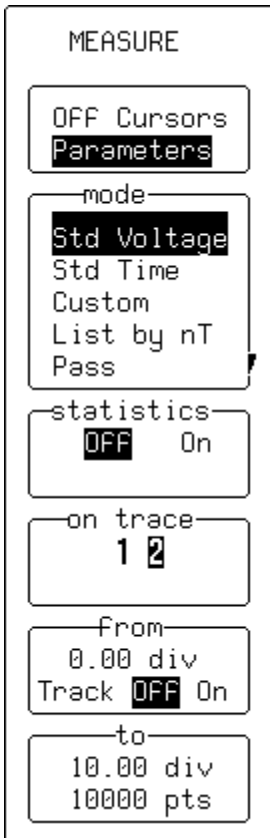 MEASURE
OFF Cursors
Parameters
mode
Std Voltage
Std Time
Custom
List by nT
Pass
statistics
OFF On
on trace
1 2
from
0.00 div
Track OFF On
to
10.00 div
10000 pts